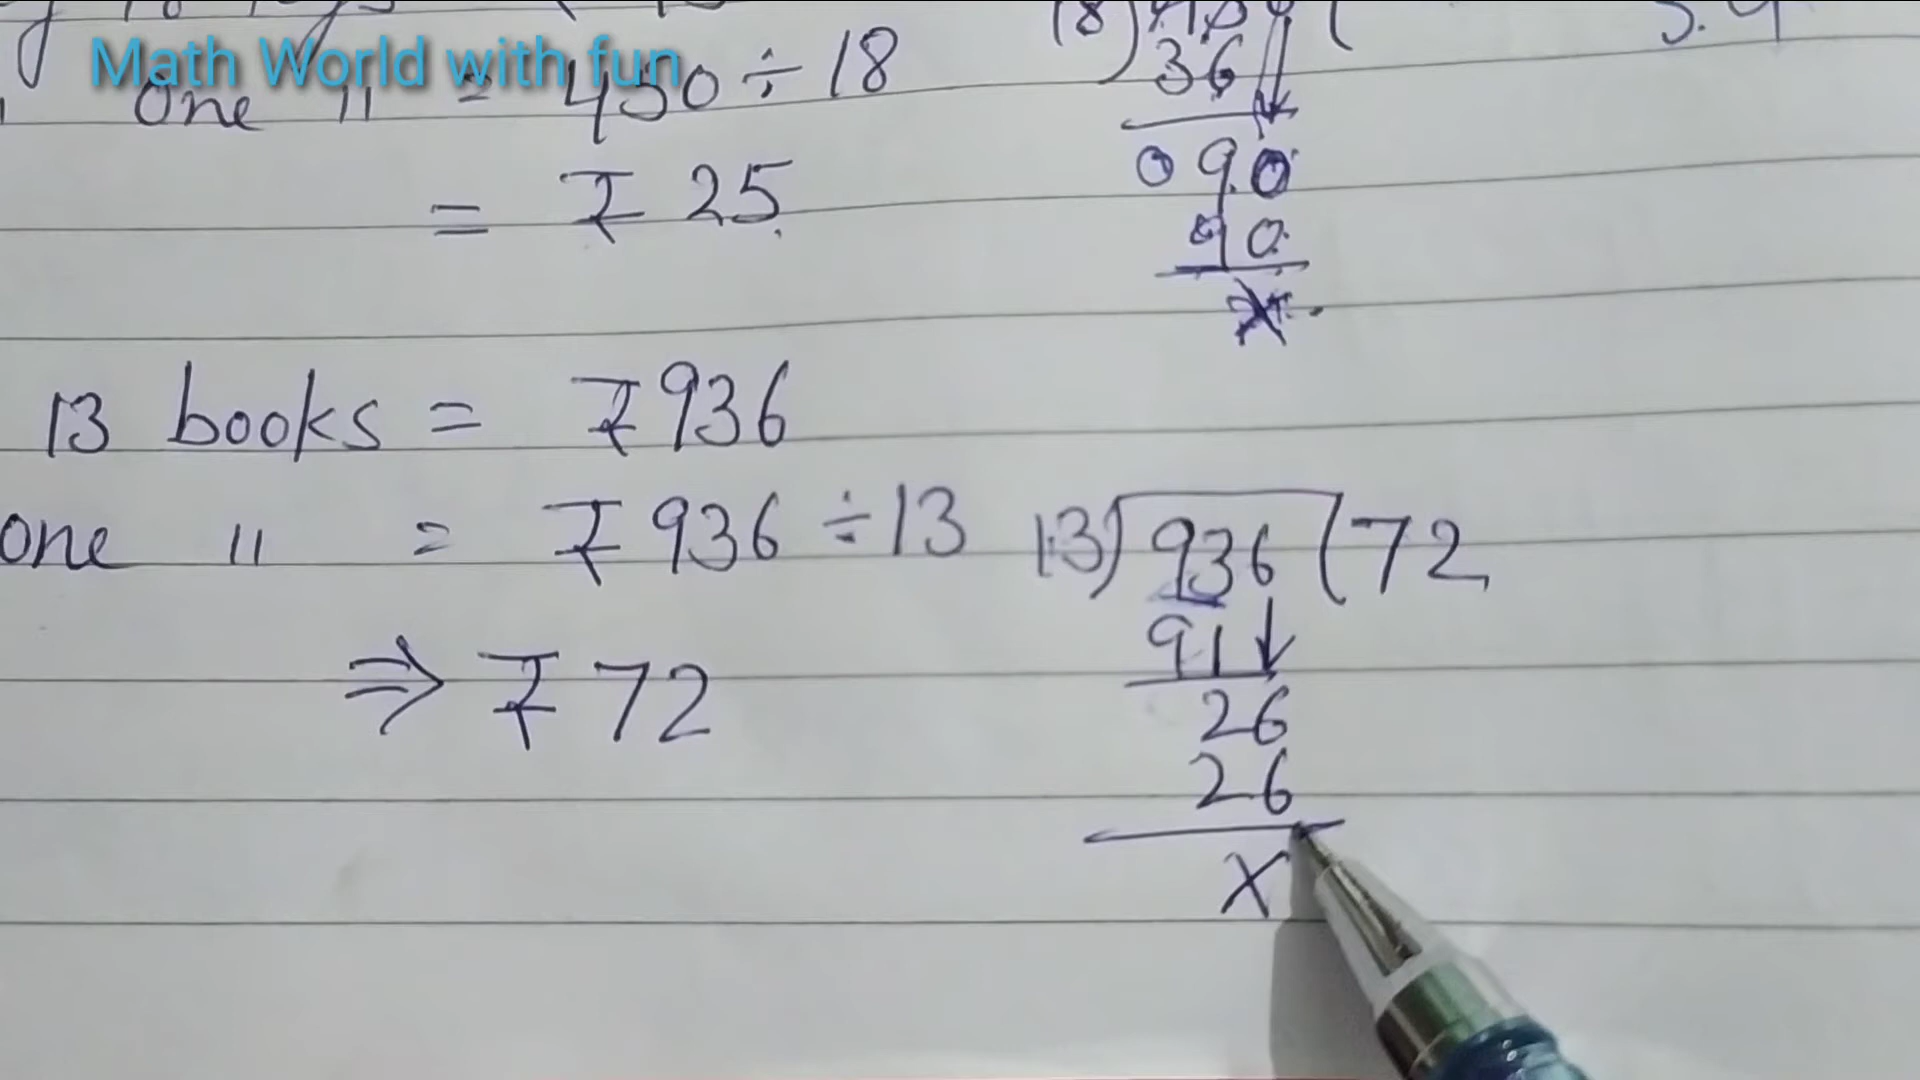 Math World with fun
one " = 450 ÷ 18
= ₹ 25
36
090
90
x
13 books = ₹ 936
one " = ₹ 936 ÷ 13
13) 936 ( 72
91
⇒ ₹ 72
26
26
x